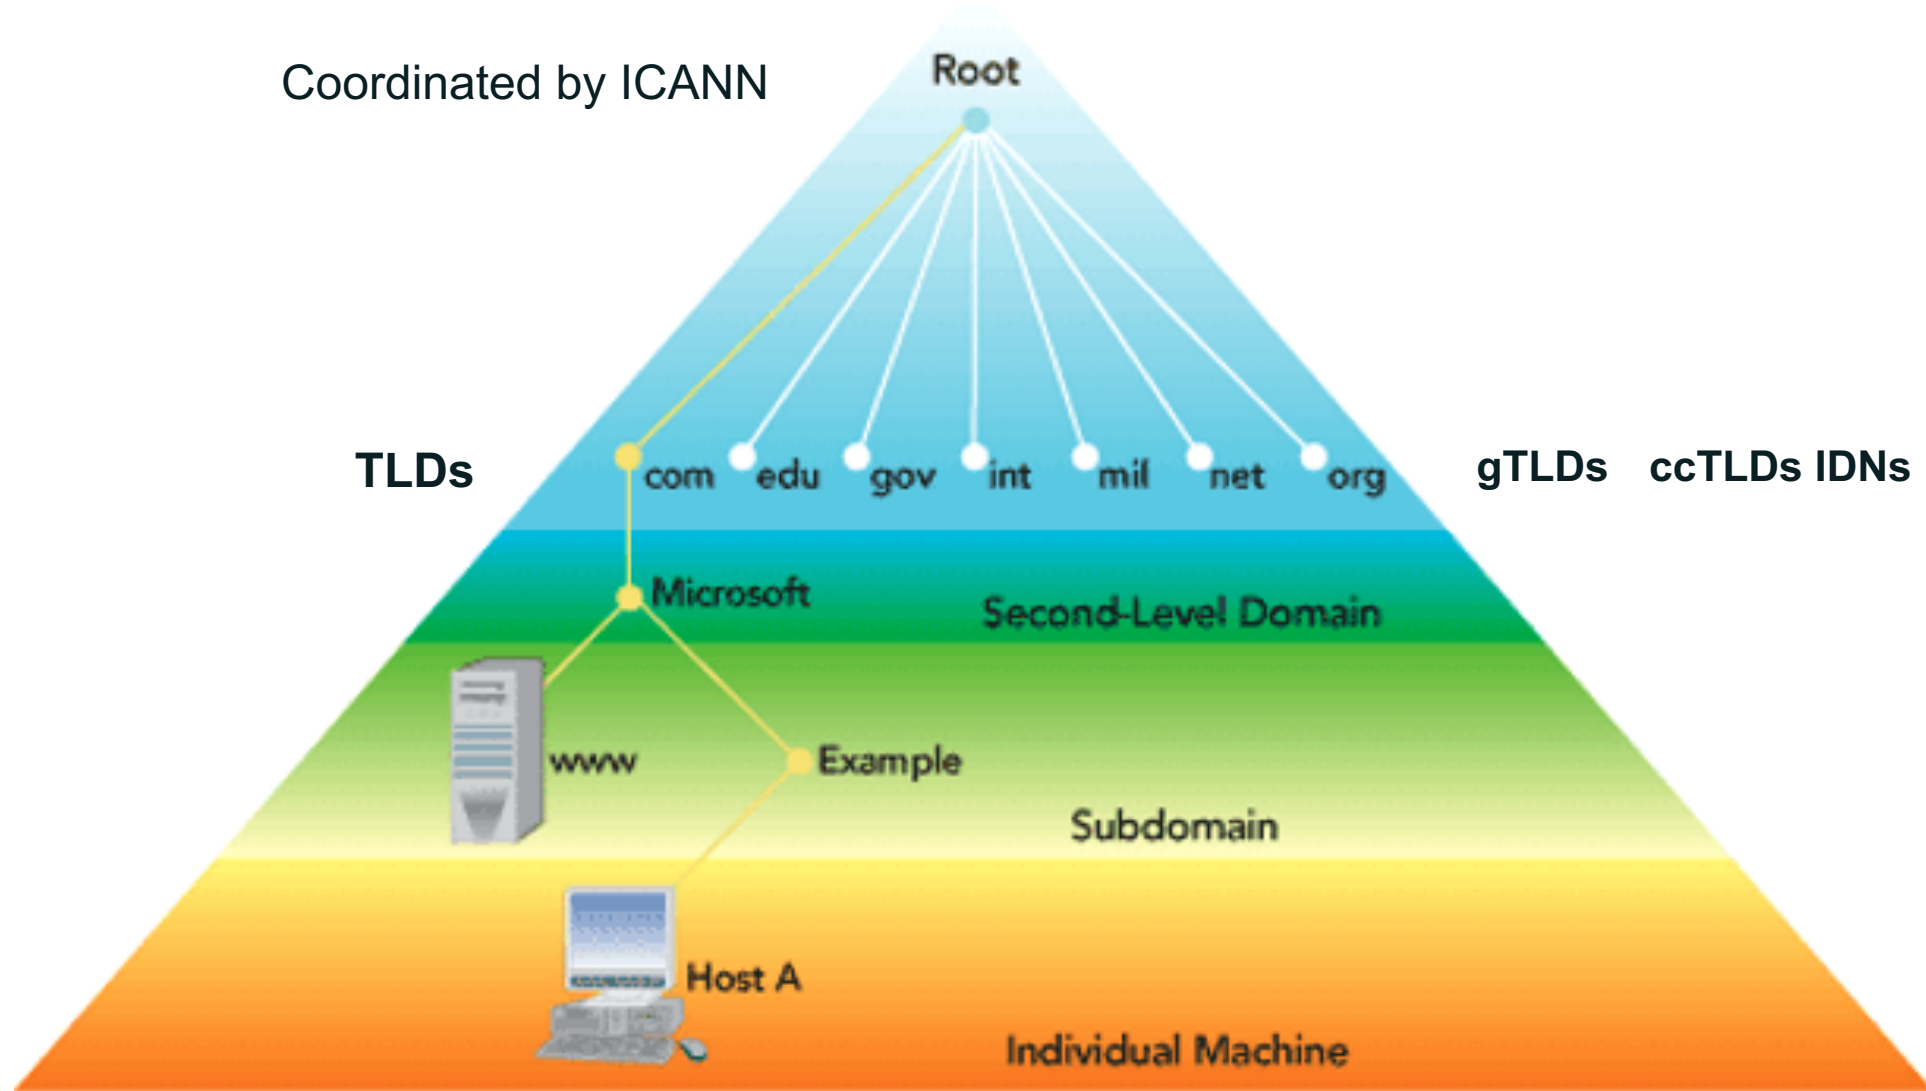 Root
Coordinated by ICANN
TLDs
com edu gov int mil net org
gTLDs ccTLDs IDNs
Microsoft
Second-Level Domain
www
Example
Subdomain
Host A
Individual Machine